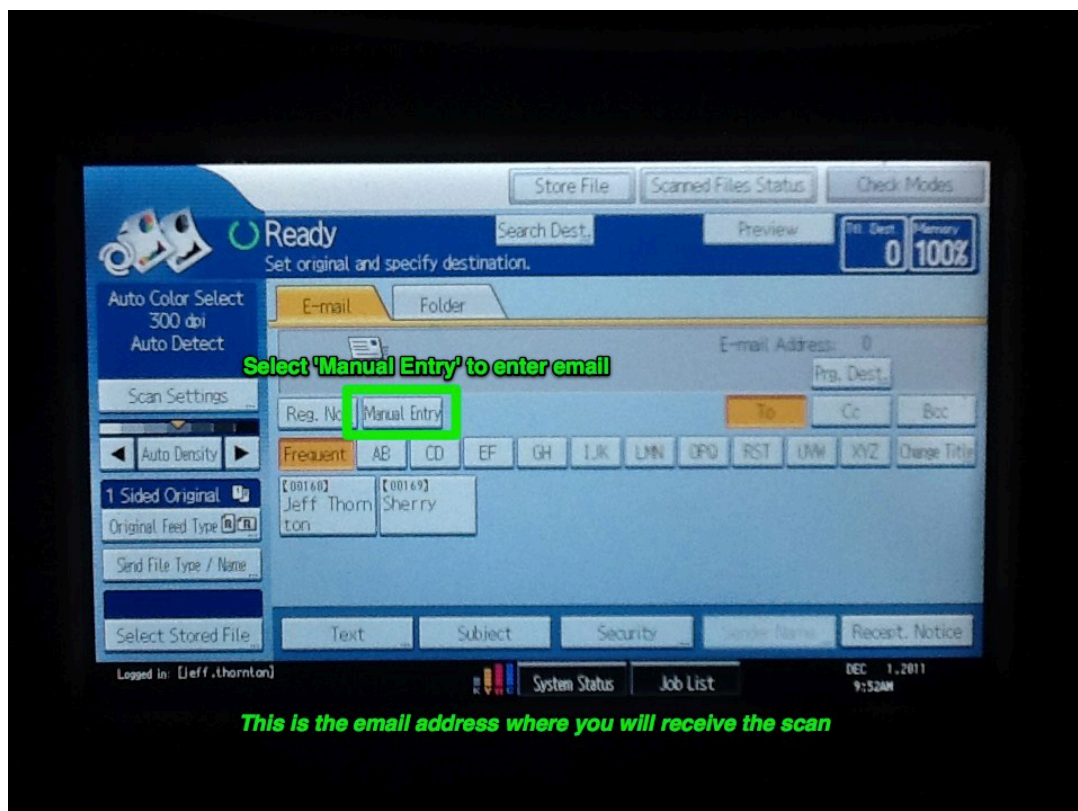 Store File Scanned Files Status Check Modes
Ready Search Dest. Preview Ttl. Dest. 0 Memory 100%
Set original and specify destination.
Auto Color Select
300 dpi
Auto Detect
E-mail Folder
E-mail Address: 0
Select 'Manual Entry' to enter email
Prg. Dest.
Scan Settings
Reg. No. Manual Entry To Cc Bcc
Auto Density
Frequent AB CD EF GH IJK LMN OPQ RST UVW XYZ Change Title
1 Sided Original
[00168]
Jeff Thorn
ton
[00169]
Sherry
Original Feed Type
Send File Type / Name
Select Stored File
Text Subject Security Sender Name Recept. Notice
Logged in: [jeff.thornton]
K Y M C
System Status Job List
DEC 1,2011
9:52AM
This is the email address where you will receive the scan